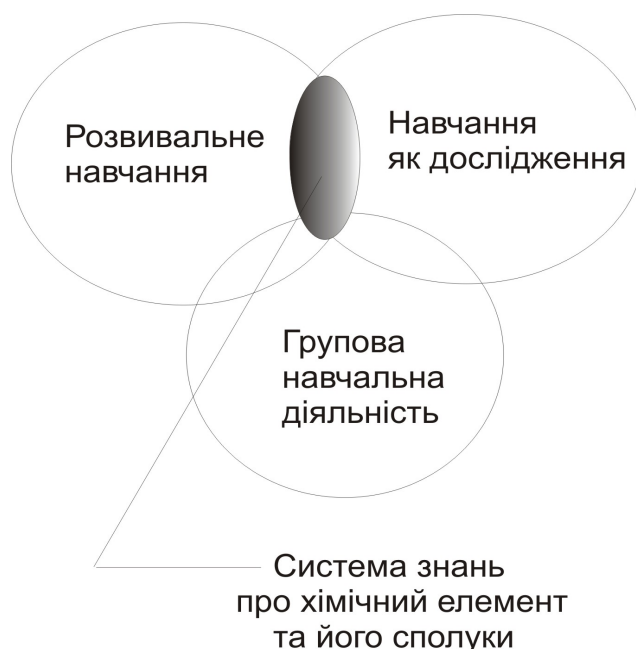 Розвивальне
навчання
Навчання
як дослідження
Групова
навчальна
діяльність
Система знань
про хімічний елемент
та його сполуки